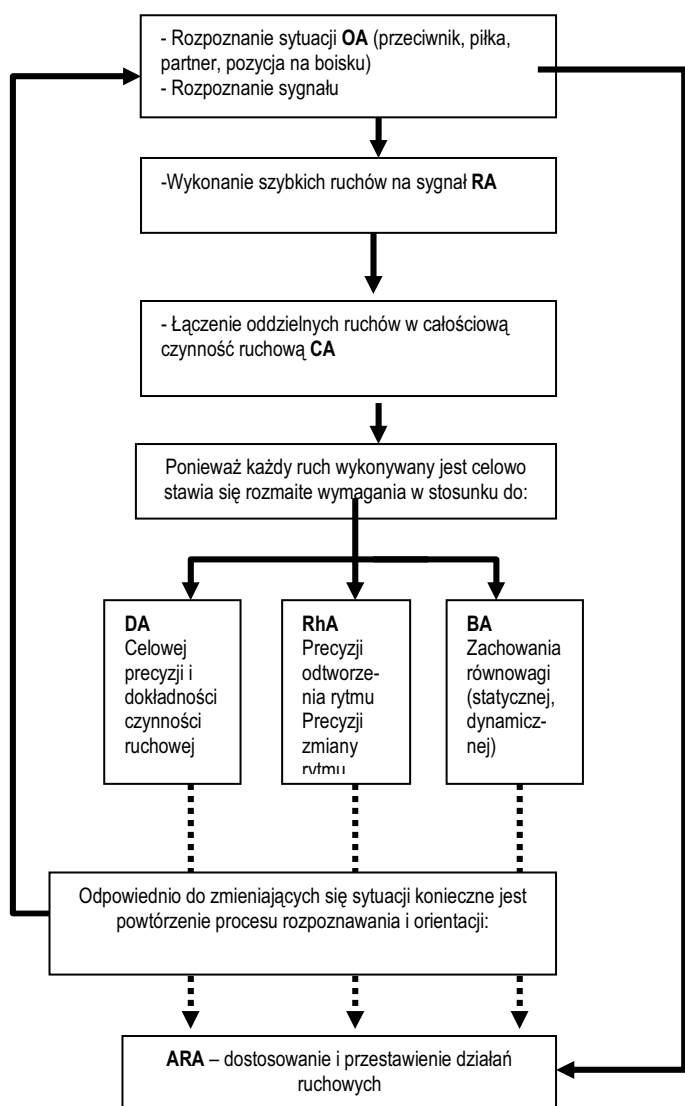 - Rozpoznanie sytuacji OA (przeciwnik, piłka,
partner, pozycja na boisku)
- Rozpoznanie sygnału
-Wykonanie szybkich ruchów na sygnał RA
- Łączenie oddzielnych ruchów w całościową
czynność ruchową CA
Ponieważ każdy ruch wykonywany jest celowo
stawia się rozmaite wymagania w stosunku do:
DA
Celowej
precyzji i
dokładności
czynności
ruchowej
RhA
Precyzji
odtworze-
nia rytmu
Precyzji
zmiany
rytmu
BA
Zachowania
równowagi
(statycznej,
dynamicz-
nej)
Odpowiednio do zmieniających się sytuacji konieczne jest
powtórzenie procesu rozpoznawania i orientacji:
ARA – dostosowanie i przestawienie działań
ruchowych